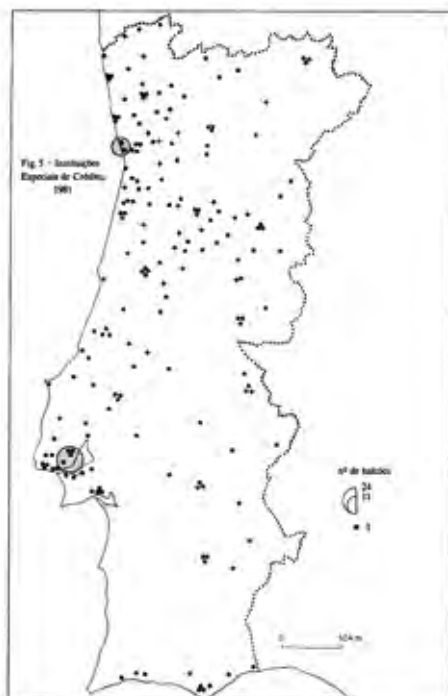 Fig. 5 - Instituições
Especiais de Crédito,
1981
nº de balcões
24
11
1
0
50 km